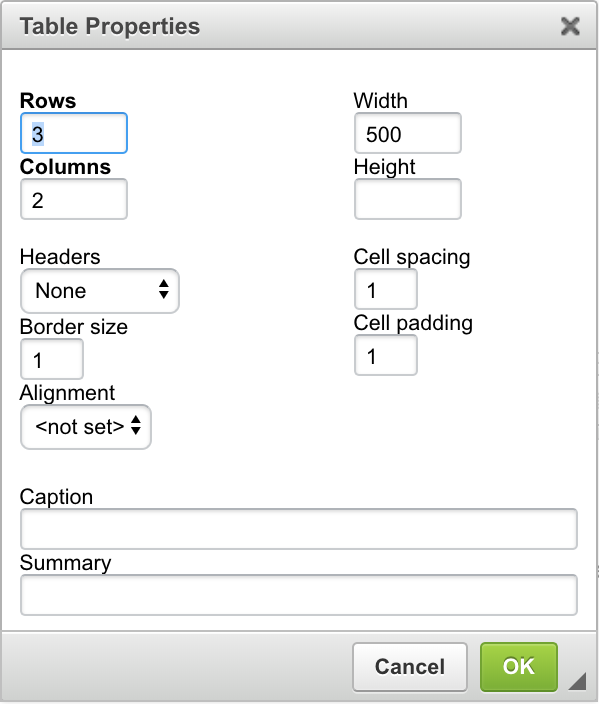 Table Properties
Rows
3
Columns
2
Width
500
Height
Headers
None
Border size
1
Alignment
<not set>
Cell spacing
1
Cell padding
1
Caption
Summary
Cancel
OK